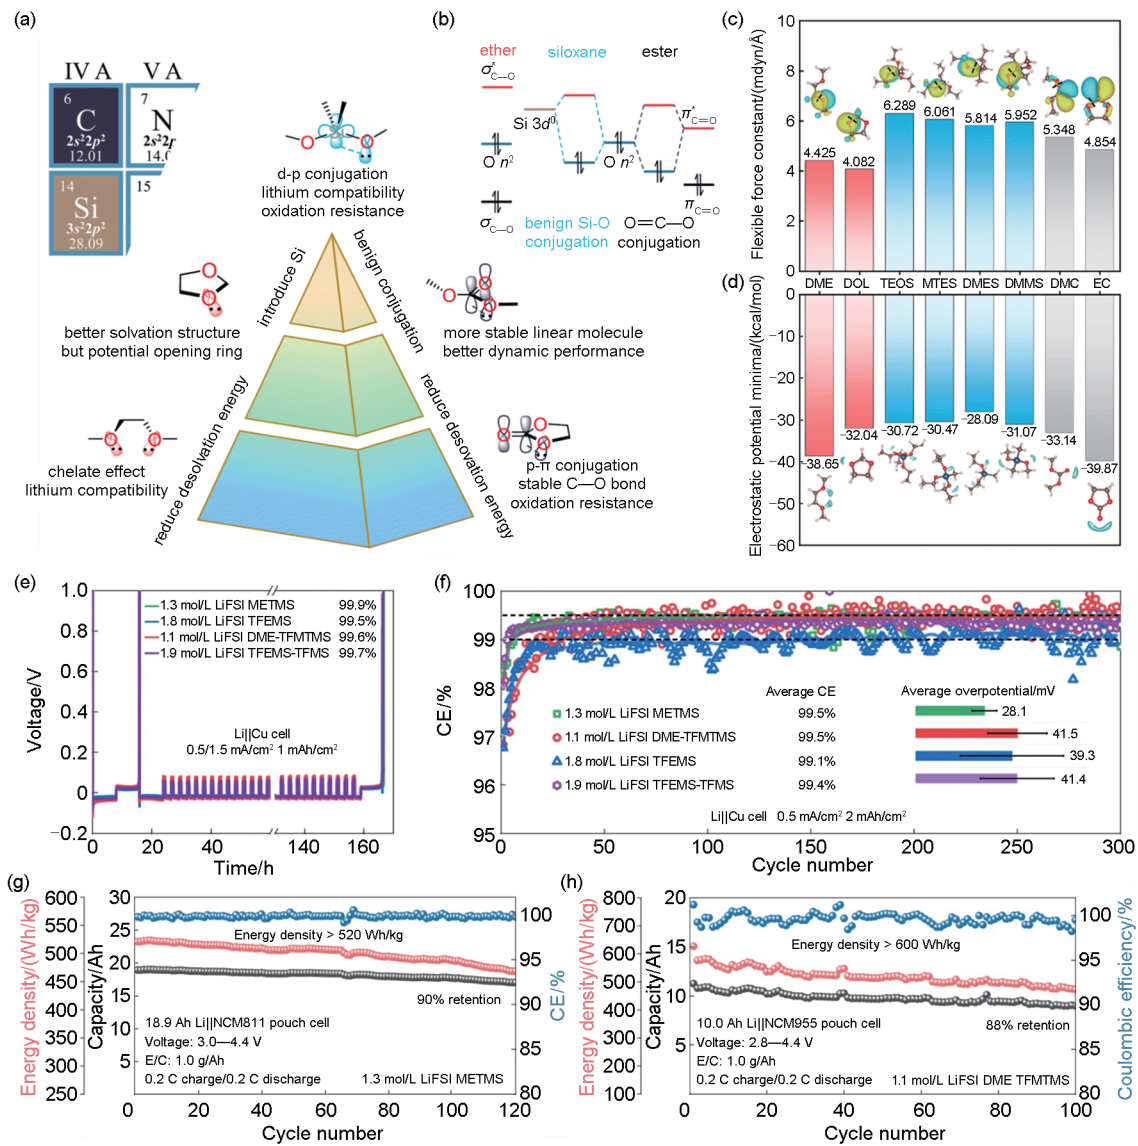 (a)
IV A V A
6
C
2s²2p²
12.01
7
N
2s²2p
14.0
14
Si
3s²2p²
28.09
15
d-p conjugation
lithium compatibility
oxidation resistance
introduce Si
benign conjugation
better solvation structure
but potential opening ring
more stable linear molecule
better dynamic performance
reduce desolvation energy
reduce desovation energy
chelate effect
lithium compatibility
p-π conjugation
stable C—O bond
oxidation resistance
(b)
ether siloxane ester
σ*C—O
Si 3d⁰
π*C=O
O n² O n²
σC—O
πC=O
benign Si-O
conjugation
O=C—O
conjugation
(c)
Flexible force constant/(mdyn/Å)
10
8
6
4
2
0
4.425
4.082
6.289
6.061
5.814
5.952
5.348
4.854
DME DOL TEOS MTES DMES DMMS DMC EC
(d)
Electrostatic potential minima/(kcal/mol)
0
−10
−20
−30
−40
−50
−60
−38.65
−32.04
−30.72
−30.47
−28.09
−31.07
−33.14
−39.87
(e)
Voltage/V
1.0
0.8
0.6
0.4
0.2
0
−0.2
1.3 mol/L LiFSI METMS 99.9%
1.8 mol/L LiFSI TFEMS 99.5%
1.1 mol/L LiFSI DME-TFMTMS 99.6%
1.9 mol/L LiFSI TFEMS-TFMS 99.7%
Li||Cu cell
0.5/1.5 mA/cm² 1 mAh/cm²
0 20 40 60 140 160
Time/h
(f)
CE/%
100
99
98
97
96
95
Average CE Average overpotential/mV
1.3 mol/L LiFSI METMS 99.5% 28.1
1.1 mol/L LiFSI DME-TFMTMS 99.5% 41.5
1.8 mol/L LiFSI TFEMS 99.1% 39.3
1.9 mol/L LiFSI TFEMS-TFMS 99.4% 41.4
Li||Cu cell 0.5 mA/cm² 2 mAh/cm²
0 50 100 150 200 250 300
Cycle number
(g)
Energy density/(Wh/kg)
600
550
500
450
400
350
300
250
Capacity/Ah
30
25
20
15
10
5
Energy density > 520 Wh/kg
90% retention
18.9 Ah Li||NCM811 pouch cell
Voltage: 3.0—4.4 V
E/C: 1.0 g/Ah
0.2 C charge/0.2 C discharge
1.3 mol/L LiFSI METMS
100
95
90
85
80
CE/%
0 20 40 60 80 100 120
Cycle number
(h)
Energy density/(Wh/kg)
800
700
600
500
400
300
200
100
Capacity/Ah
20
15
10
5
Energy density > 600 Wh/kg
88% retention
10.0 Ah Li||NCM955 pouch cell
Voltage: 2.8—4.4 V
E/C: 1.0 g/Ah
0.2 C charge/0.2 C discharge
1.1 mol/L LiFSI DME TFMTMS
100
95
90
85
80
Coulombic efficiency/%
0 20 40 60 80 100
Cycle number